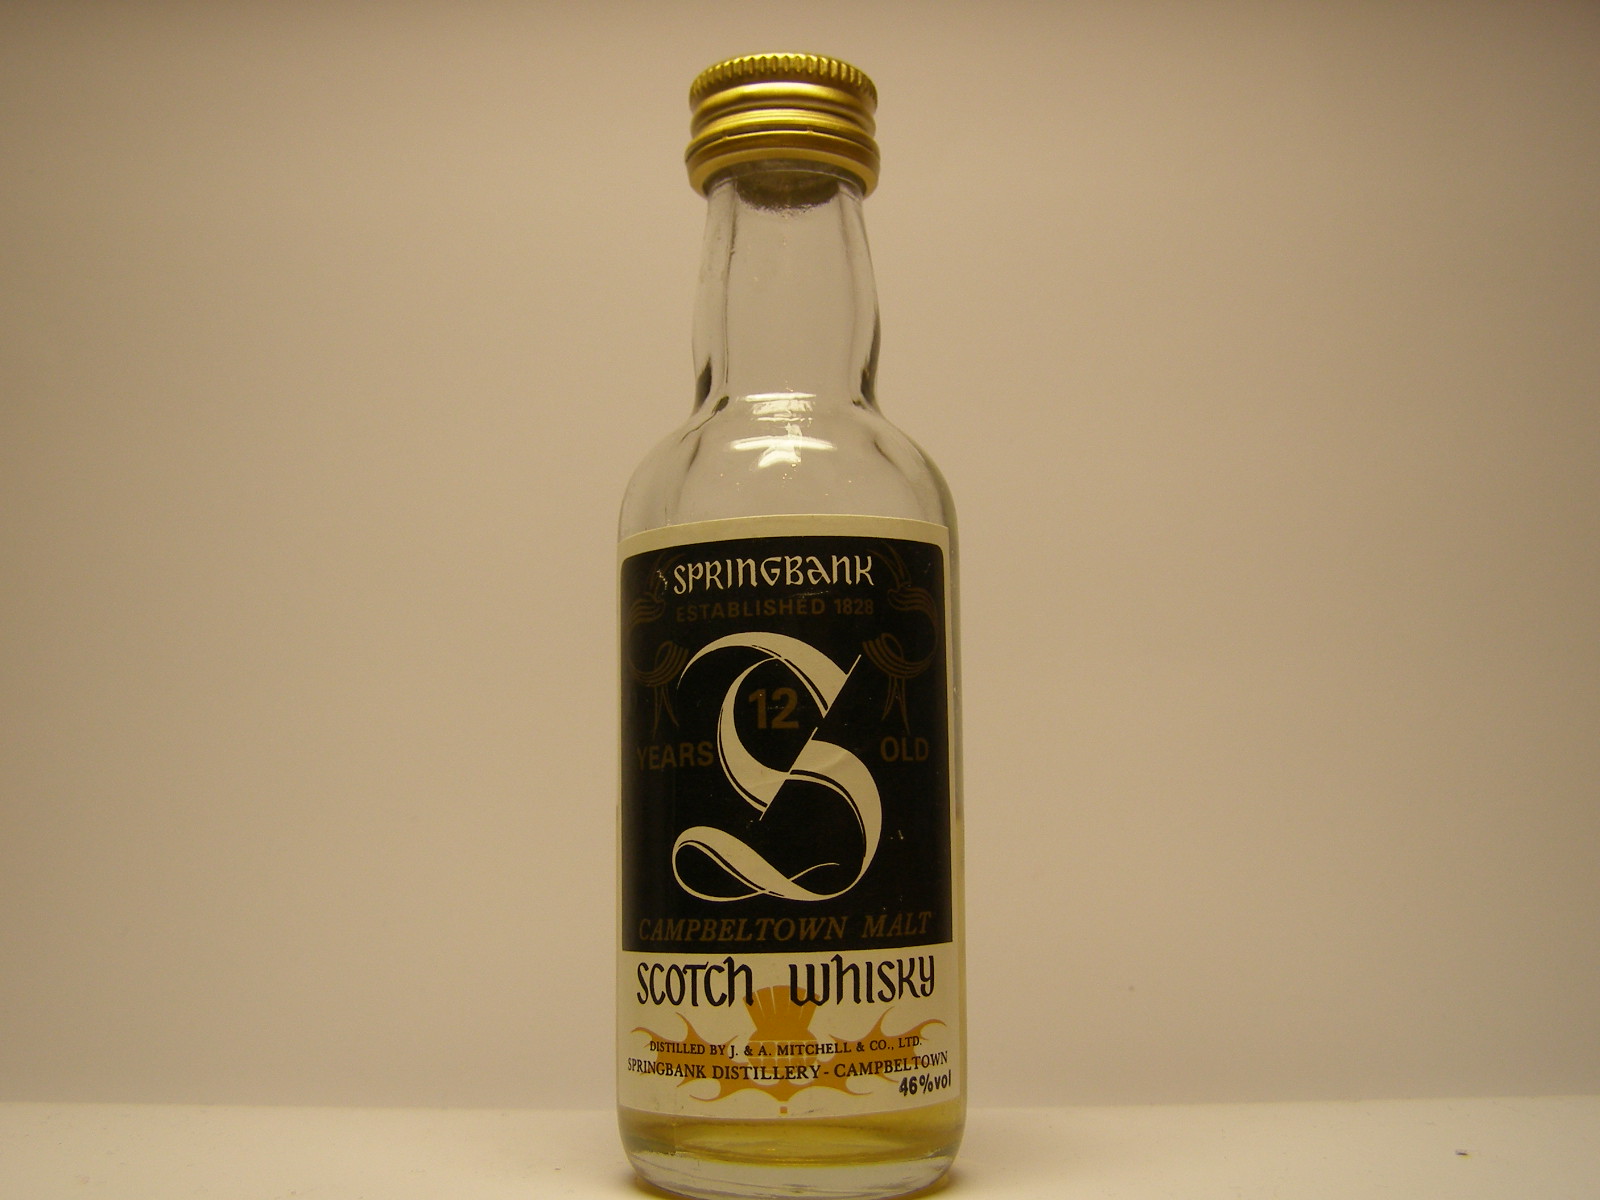 SPRINGBANK
ESTABLISHED 1828
S
12
YEARS OLD
CAMPBELTOWN MALT
SCOTCH WHISKY
DISTILLED BY J. & A. MITCHELL & CO., LTD.
SPRINGBANK DISTILLERY - CAMPBELTOWN
46%vol